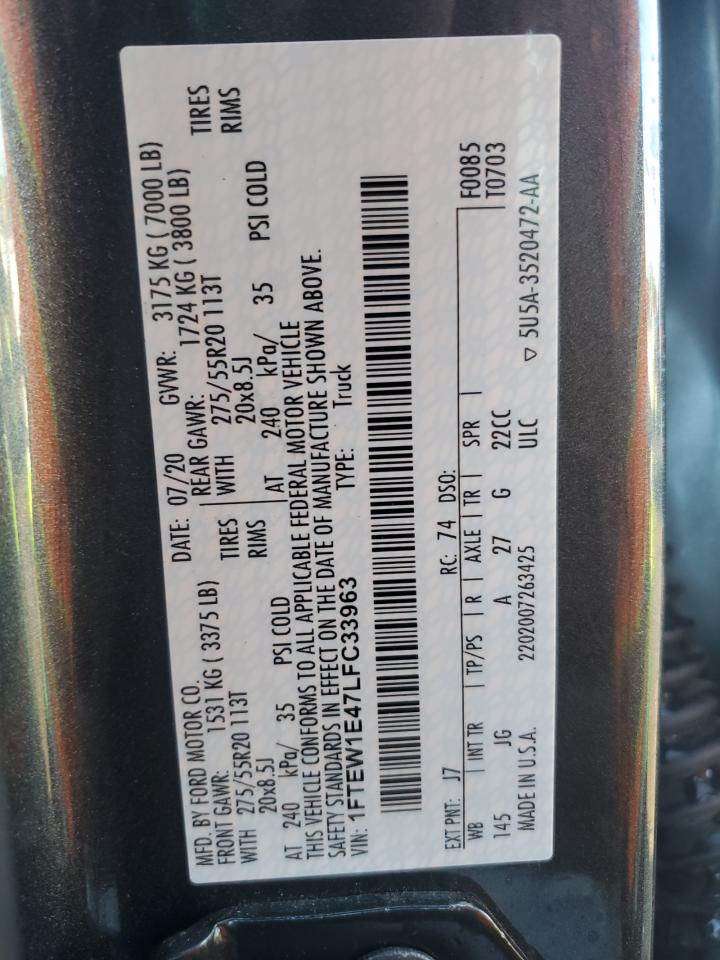 MFD. BY FORD MOTOR CO. DATE: 07/20 GVWR: 3175 KG ( 7000 LB)
FRONT GAWR: 1531 KG ( 3375 LB) REAR GAWR: 1724 KG ( 3800 LB)
WITH 275/55R20 113T TIRES WITH 275/55R20 113T TIRES
20x8.5J RIMS 20x8.5J RIMS
AT 240 kPa/ 35 PSI COLD AT 240 kPa/ 35 PSI COLD
THIS VEHICLE CONFORMS TO ALL APPLICABLE FEDERAL MOTOR VEHICLE
SAFETY STANDARDS IN EFFECT ON THE DATE OF MANUFACTURE SHOWN ABOVE.
VIN: 1FTEW1E47LFC33963 TYPE: Truck
EXT PNT: J7 RC: 74 DSO: F0085
WB | INT TR | TP/PS | R | AXLE | TR | SPR | T0703
145 JG A 27 G 22CC
MADE IN U.S.A. 2202007263425 ULC ▽ 5U5A-3520472-AA